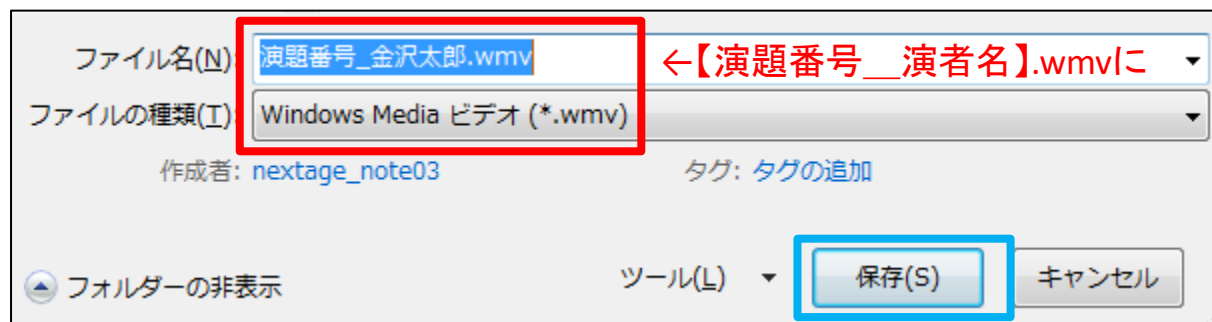 ファイル名(N): 演題番号_金沢太郎.wmv ←【演題番号＿演者名】.wmvに
ファイルの種類(T): Windows Media ビデオ (*.wmv)
作成者: nextage_note03 タグ: タグの追加
フォルダーの非表示 ツール(L) 保存(S) キャンセル